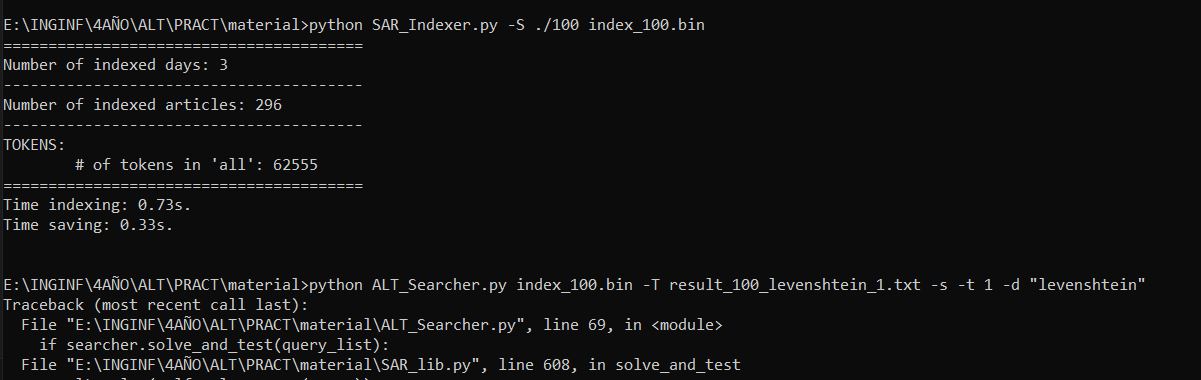 E:\INGINF\4AÑO\ALT\PRACT\material>python SAR_Indexer.py -S ./100 index_100.bin
========================================
Number of indexed days: 3
----------------------------------------
Number of indexed articles: 296
----------------------------------------
TOKENS:
        # of tokens in 'all': 62555
========================================
Time indexing: 0.73s.
Time saving: 0.33s.
E:\INGINF\4AÑO\ALT\PRACT\material>python ALT_Searcher.py index_100.bin -T result_100_levenshtein_1.txt -s -t 1 -d "levenshtein"
Traceback (most recent call last):
  File "E:\INGINF\4AÑO\ALT\PRACT\material\ALT_Searcher.py", line 69, in <module>
    if searcher.solve_and_test(query_list):
  File "E:\INGINF\4AÑO\ALT\PRACT\material\SAR_lib.py", line 608, in solve_and_test